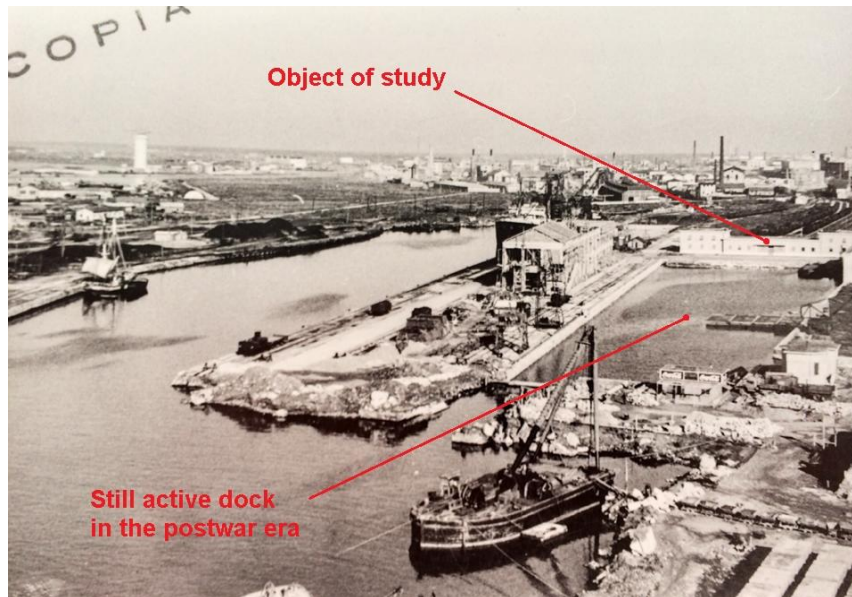 COPIA
Object of study
Still active dock
in the postwar era